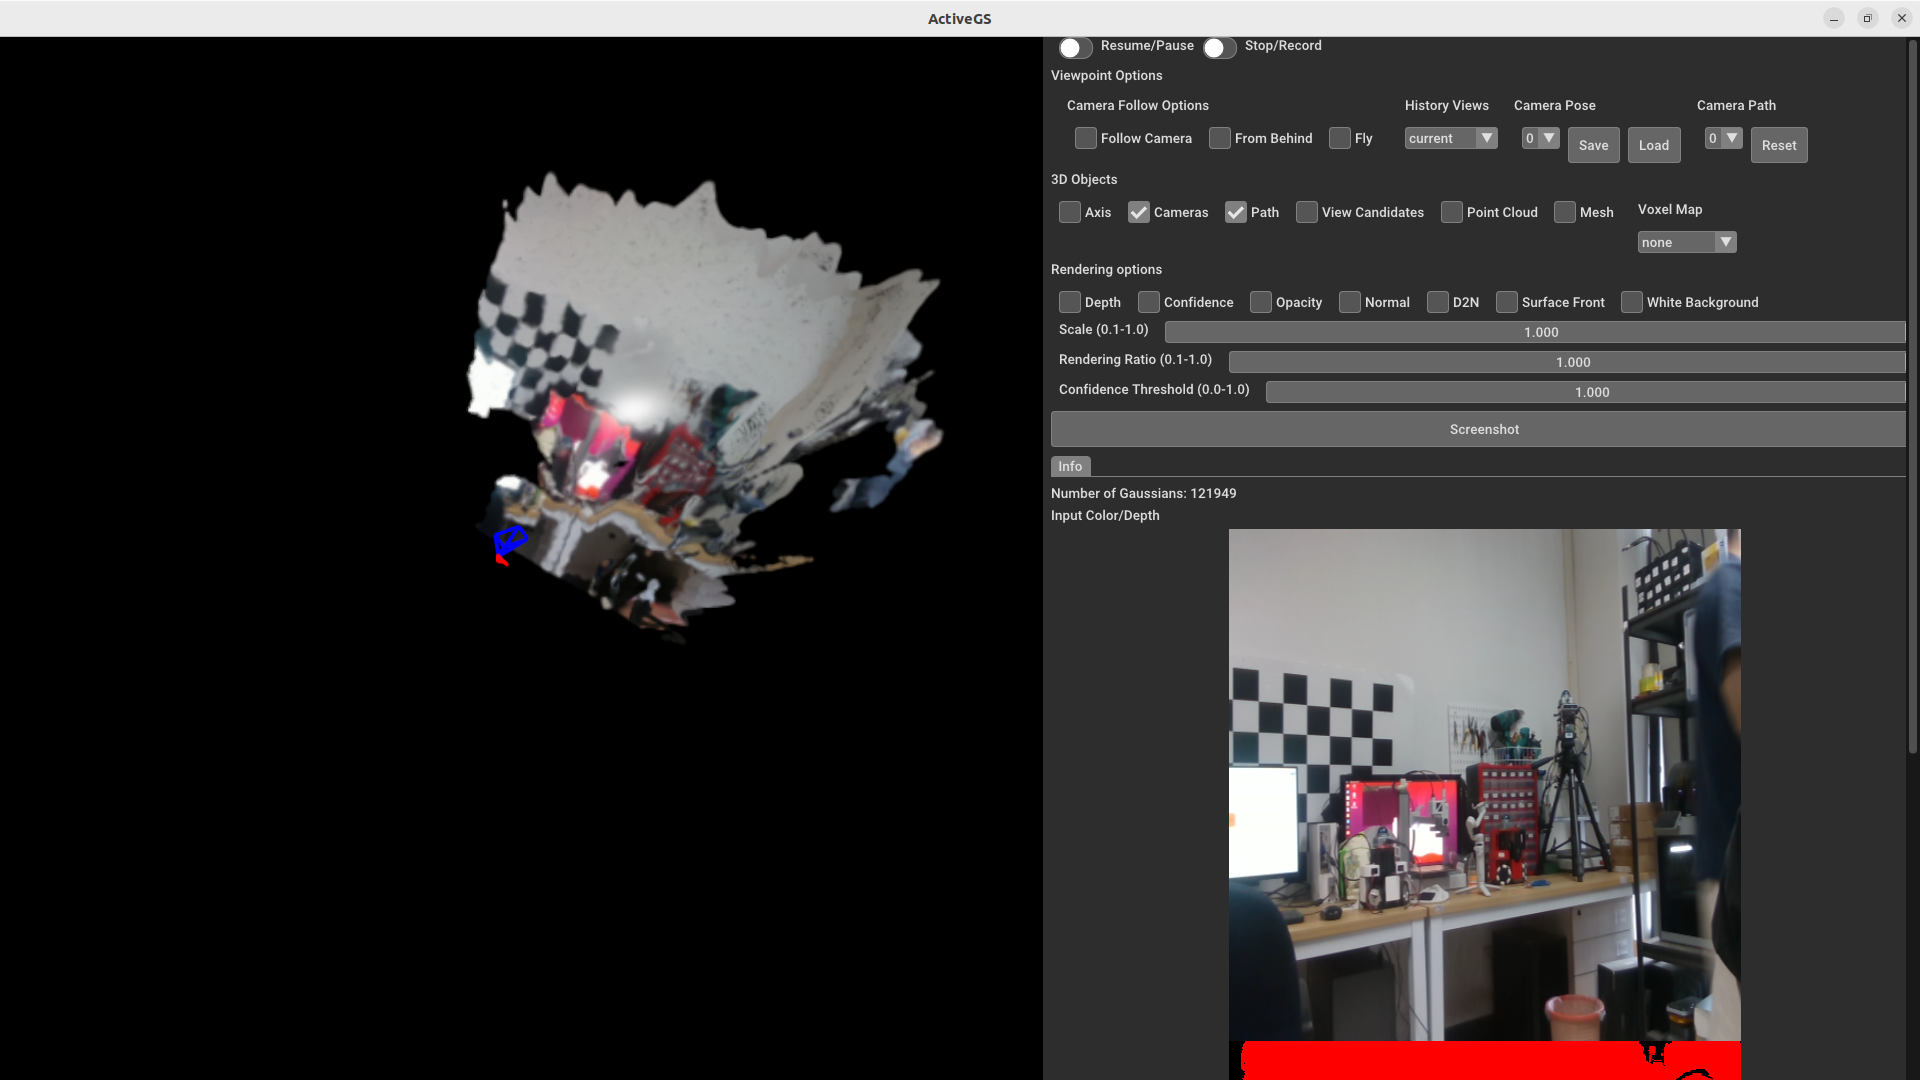 ActiveGS
Resume/Pause Stop/Record
Viewpoint Options
Camera Follow Options History Views Camera Pose Camera Path
Follow Camera From Behind Fly current 0 Save Load 0 Reset
3D Objects
Axis Cameras Path View Candidates Point Cloud Mesh Voxel Map
none
Rendering options
Depth Confidence Opacity Normal D2N Surface Front White Background
Scale (0.1-1.0) 1.000
Rendering Ratio (0.1-1.0) 1.000
Confidence Threshold (0.0-1.0) 1.000
Screenshot
Info
Number of Gaussians: 121949
Input Color/Depth